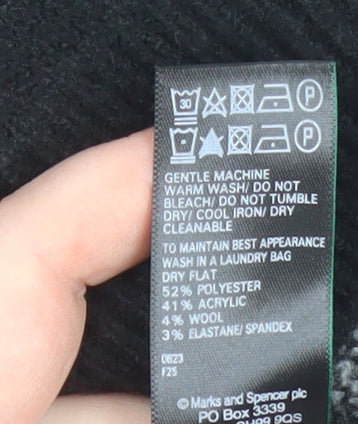 30 P
P
GENTLE MACHINE
WARM WASH/ DO NOT
BLEACH/ DO NOT TUMBLE
DRY/ COOL IRON/ DRY
CLEANABLE
TO MAINTAIN BEST APPEARANCE
WASH IN A LAUNDRY BAG
DRY FLAT
52% POLYESTER
41% ACRYLIC
4% WOOL
3% ELASTANE/ SPANDEX
0623
F25
© Marks and Spencer plc
PO Box 3339
CH99 9QS